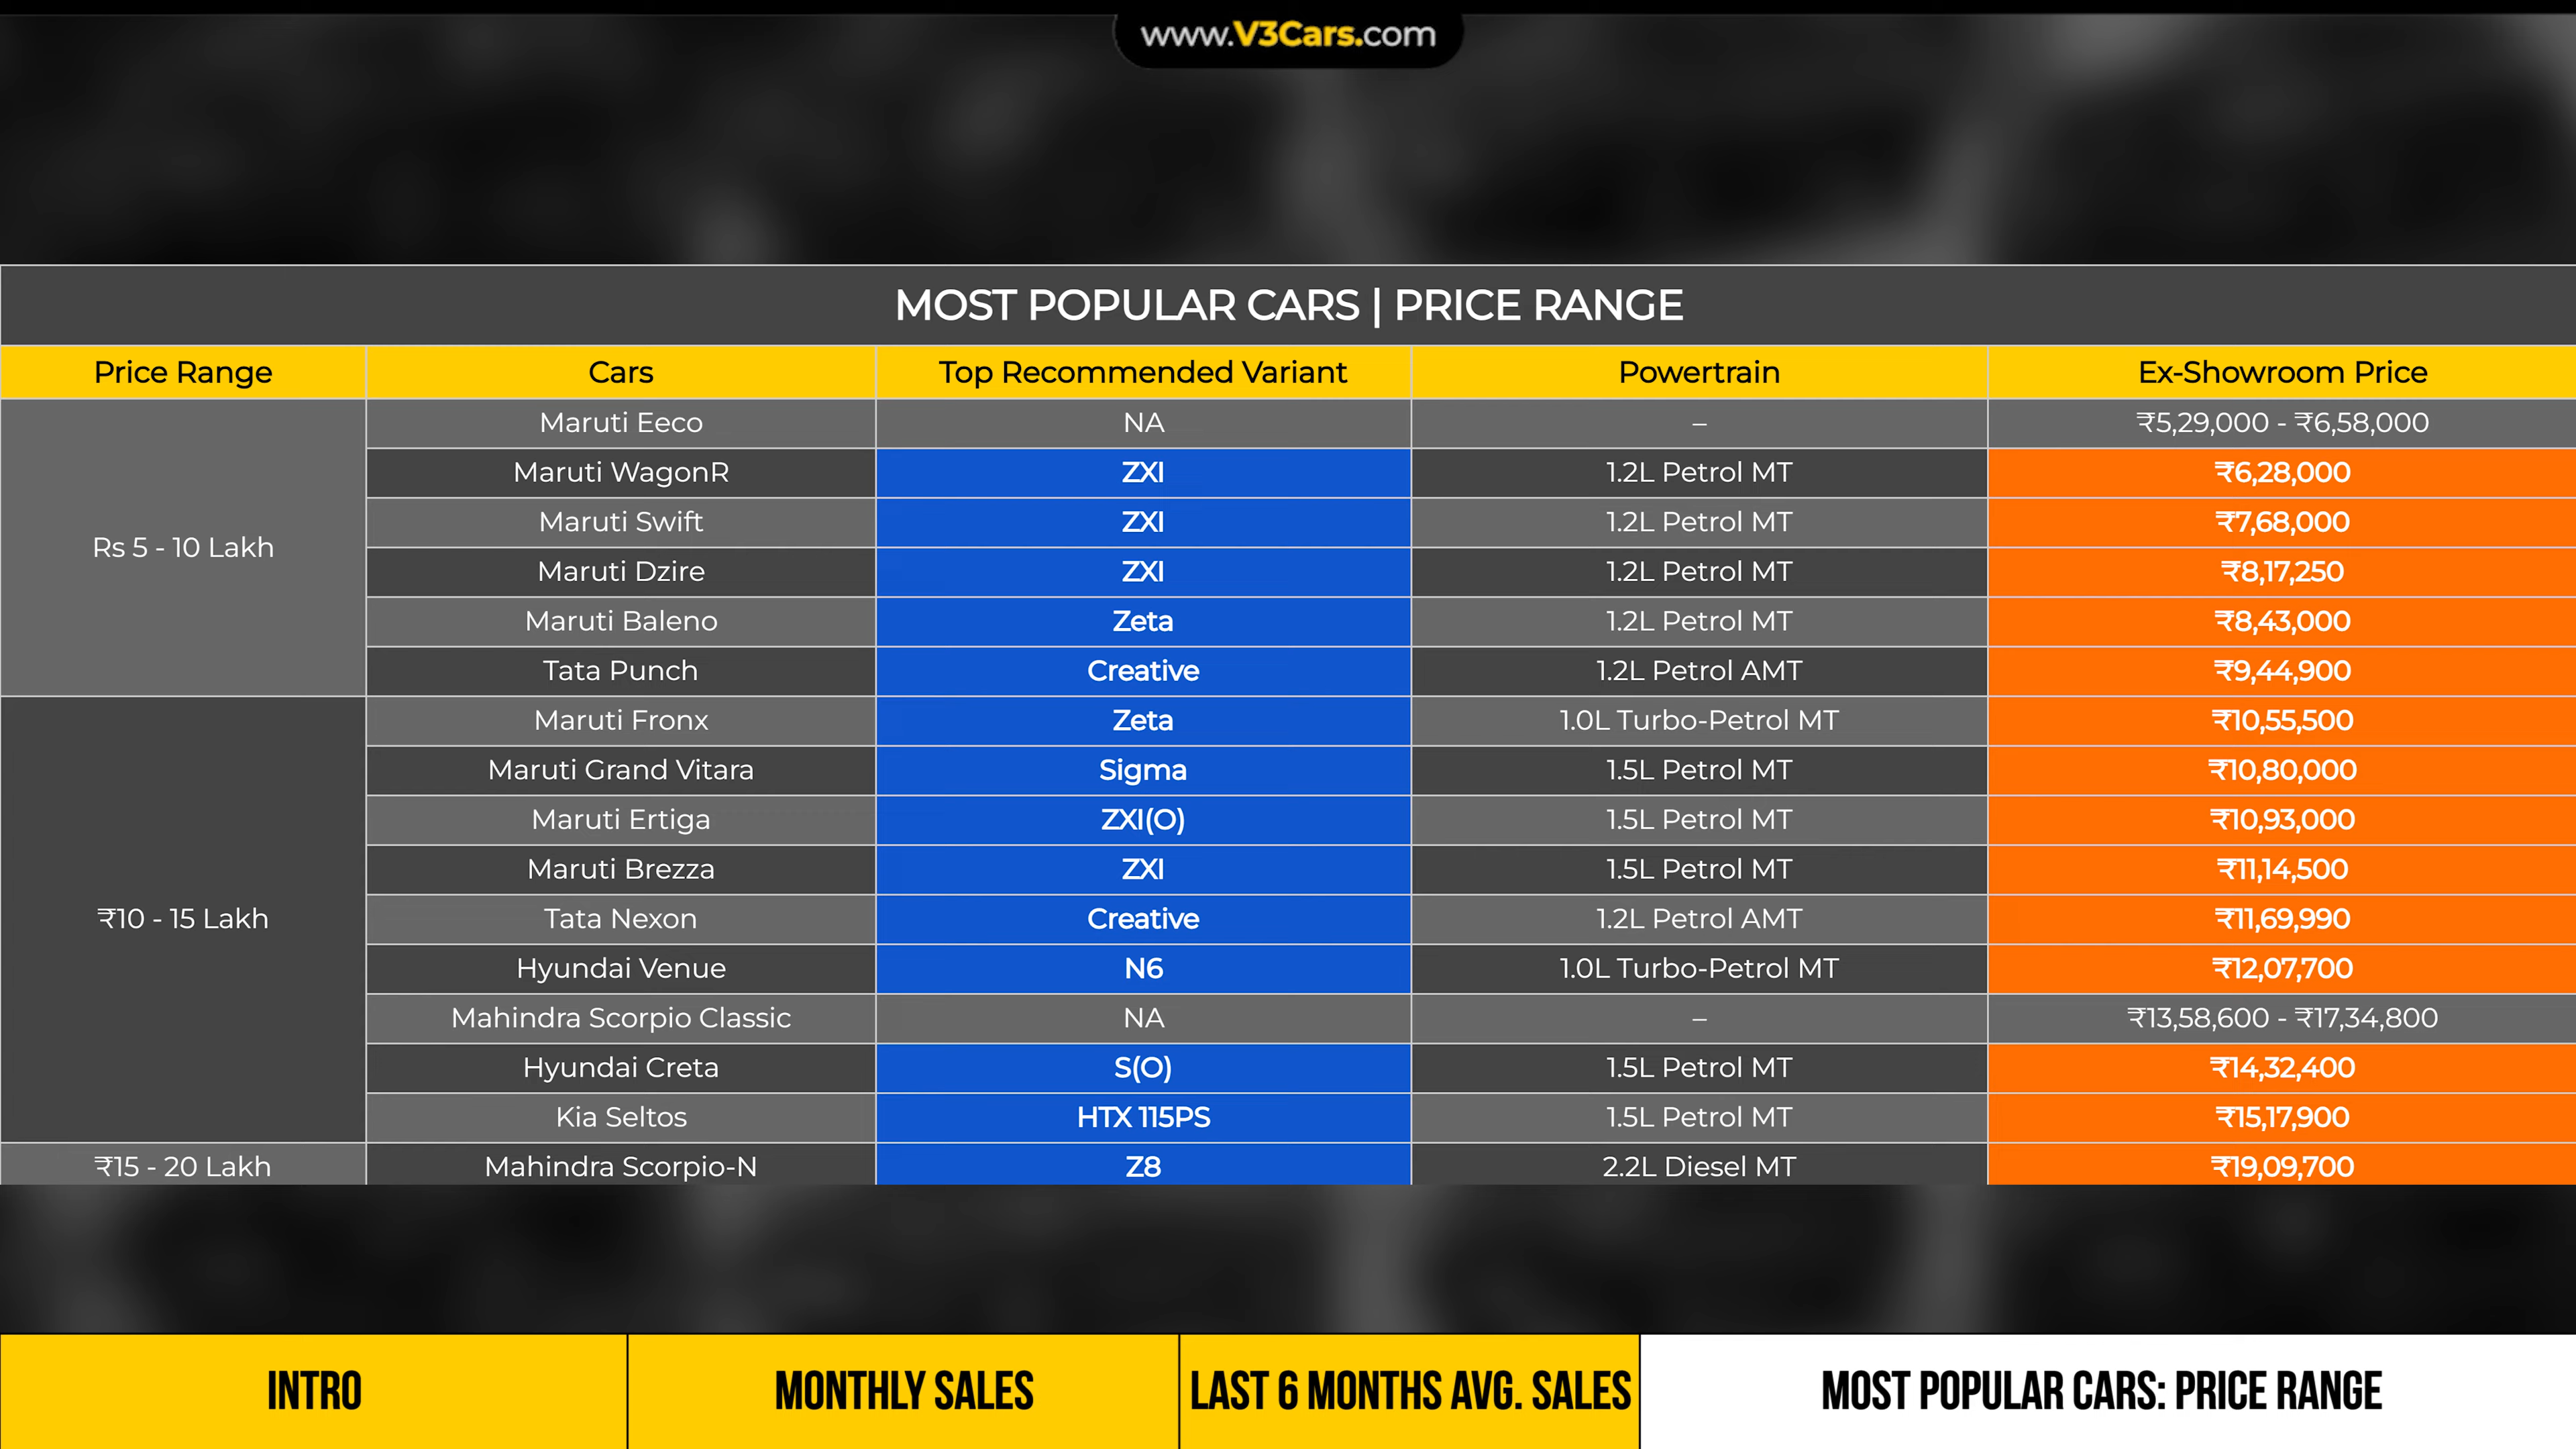 www.V3Cars.com
MOST POPULAR CARS | PRICE RANGE
Price Range Cars Top Recommended Variant Powertrain Ex-Showroom Price
Rs 5 - 10 Lakh
Maruti Eeco NA – ₹5,29,000 - ₹6,58,000
Maruti WagonR ZXI 1.2L Petrol MT ₹6,28,000
Maruti Swift ZXI 1.2L Petrol MT ₹7,68,000
Maruti Dzire ZXI 1.2L Petrol MT ₹8,17,250
Maruti Baleno Zeta 1.2L Petrol MT ₹8,43,000
Tata Punch Creative 1.2L Petrol AMT ₹9,44,900
₹10 - 15 Lakh
Maruti Fronx Zeta 1.0L Turbo-Petrol MT ₹10,55,500
Maruti Grand Vitara Sigma 1.5L Petrol MT ₹10,80,000
Maruti Ertiga ZXI(O) 1.5L Petrol MT ₹10,93,000
Maruti Brezza ZXI 1.5L Petrol MT ₹11,14,500
Tata Nexon Creative 1.2L Petrol AMT ₹11,69,990
Hyundai Venue N6 1.0L Turbo-Petrol MT ₹12,07,700
Mahindra Scorpio Classic NA – ₹13,58,600 - ₹17,34,800
Hyundai Creta S(O) 1.5L Petrol MT ₹14,32,400
Kia Seltos HTX 115PS 1.5L Petrol MT ₹15,17,900
₹15 - 20 Lakh Mahindra Scorpio-N Z8 2.2L Diesel MT ₹19,09,700
INTRO MONTHLY SALES LAST 6 MONTHS AVG. SALES MOST POPULAR CARS: PRICE RANGE